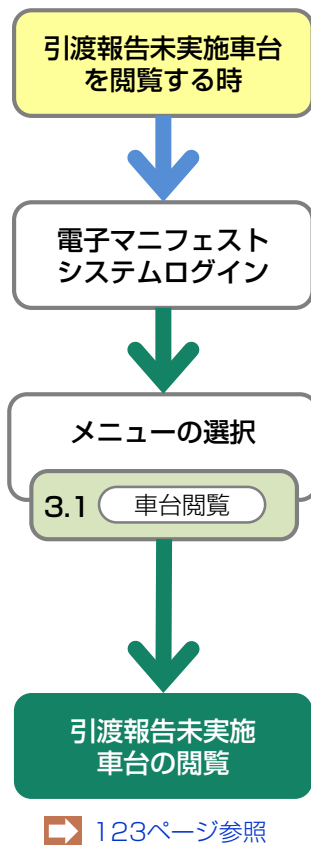 引渡報告未実施車台
を閲覧する時
電子マニフェスト
システムログイン
メニューの選択
3.1 車台閲覧
引渡報告未実施
車台の閲覧
123ページ参照